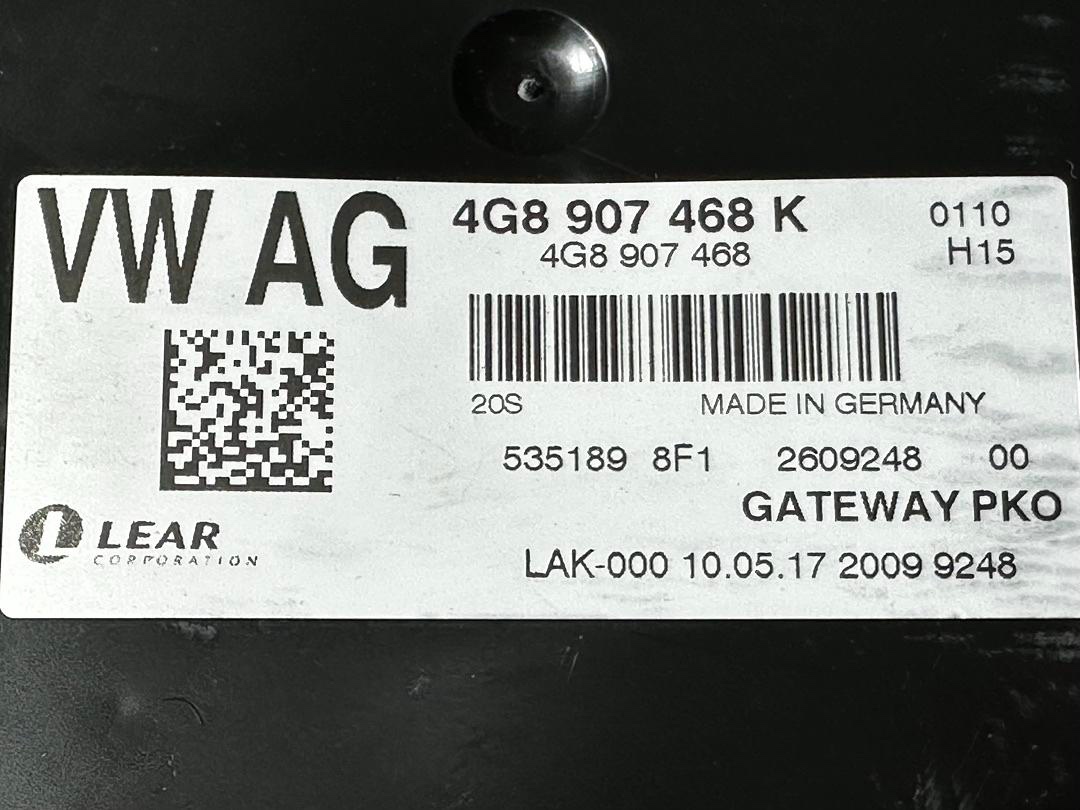 VW AG
4G8 907 468 K 0110
4G8 907 468 H15
20S MADE IN GERMANY
535189 8F1 2609248 00
GATEWAY PKO
L LEAR
CORPORATION
LAK-000 10.05.17 2009 9248